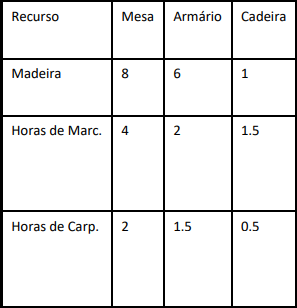 Recurso Mesa Armário Cadeira
Madeira 8 6 1
Horas de Marc. 4 2 1.5
Horas de Carp. 2 1.5 0.5